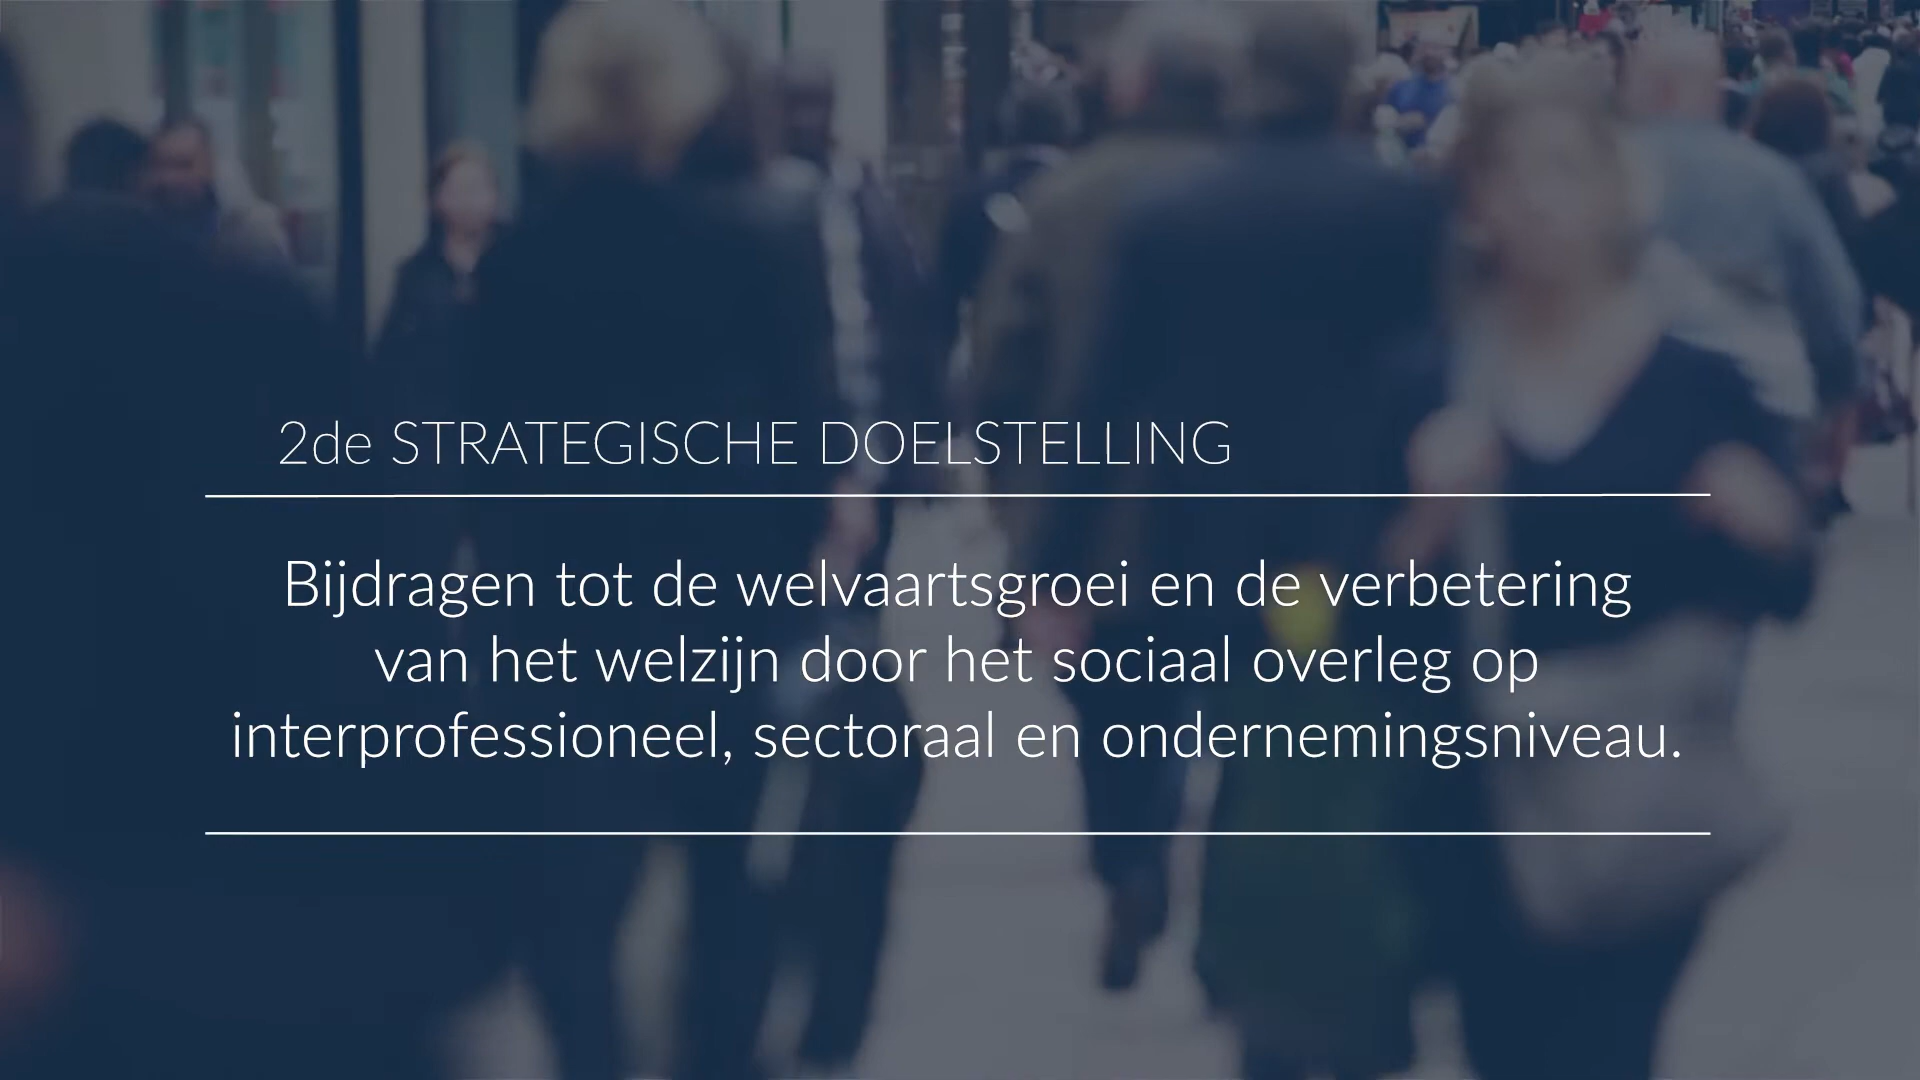 2de STRATEGISCHE DOELSTELLING
Bijdragen tot de welvaartsgroei en de verbetering
van het welzijn door het sociaal overleg op
interprofessioneel, sectoraal en ondernemingsniveau.